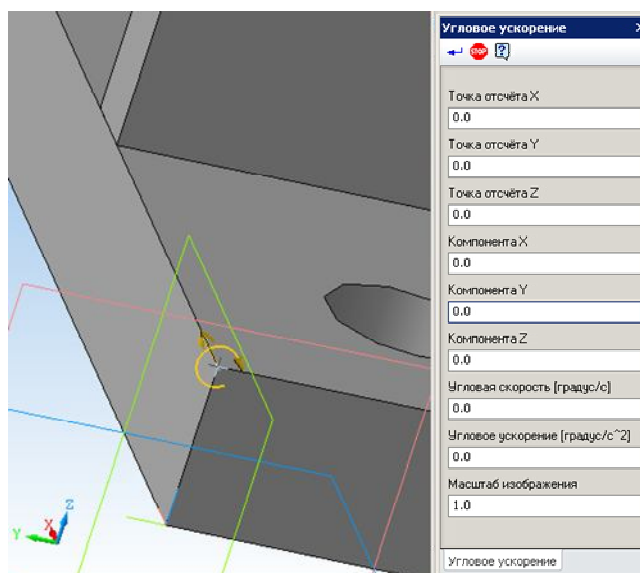 Угловое ускорение
STOP
Точка отсчёта X
0.0
Точка отсчёта Y
0.0
Точка отсчёта Z
0.0
Компонента X
0.0
Компонента Y
0.0
Компонента Z
0.0
Угловая скорость [градус/с]
0.0
Угловое ускорение [градус/с^2]
0.0
Масштаб изображения
1.0
Z
X
Y
Угловое ускорение